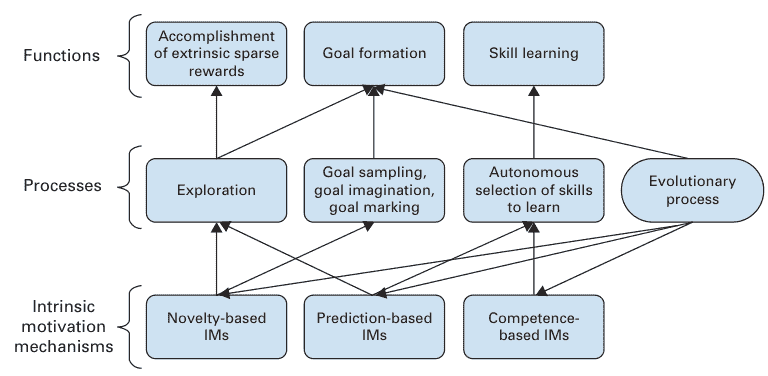 Functions
Accomplishment
of extrinsic sparse
rewards
Goal formation
Skill learning
Processes
Exploration
Goal sampling,
goal imagination,
goal marking
Autonomous
selection of skills
to learn
Evolutionary
process
Intrinsic
motivation
mechanisms
Novelty-based
IMs
Prediction-based
IMs
Competence-
based IMs